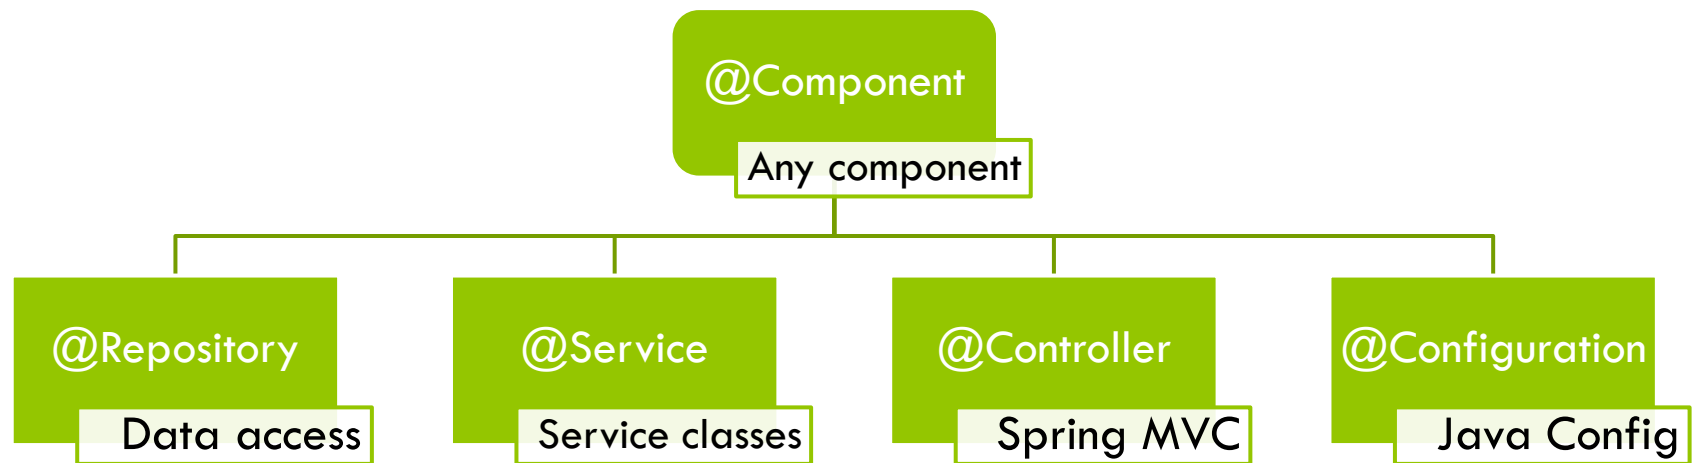 @Component
Any component
@Repository
Data access
@Service
Service classes
@Controller
Spring MVC
@Configuration
Java Config